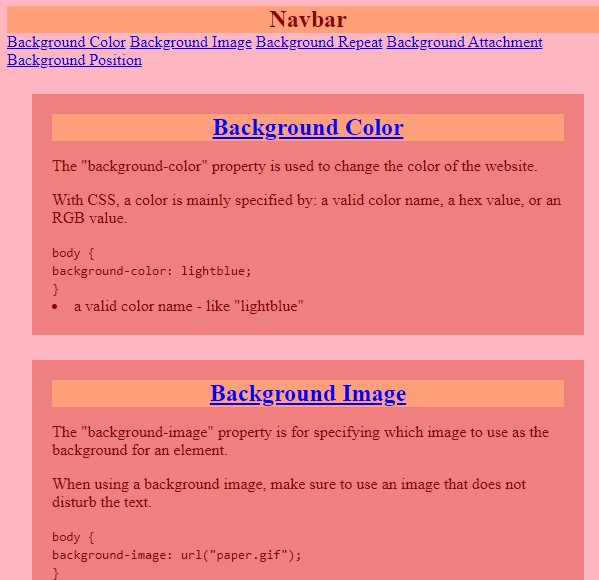 Navbar
Background Color Background Image Background Repeat Background Attachment
Background Position
Background Color
The "background-color" property is used to change the color of the website.
With CSS, a color is mainly specified by: a valid color name, a hex value, or an
RGB value.
body {
background-color: lightblue;
}
• a valid color name - like "lightblue"
Background Image
The "background-image" property is for specifying which image to use as the
background for an element.
When using a background image, make sure to use an image that does not
disturb the text.
body {
background-image: url("paper.gif");
}